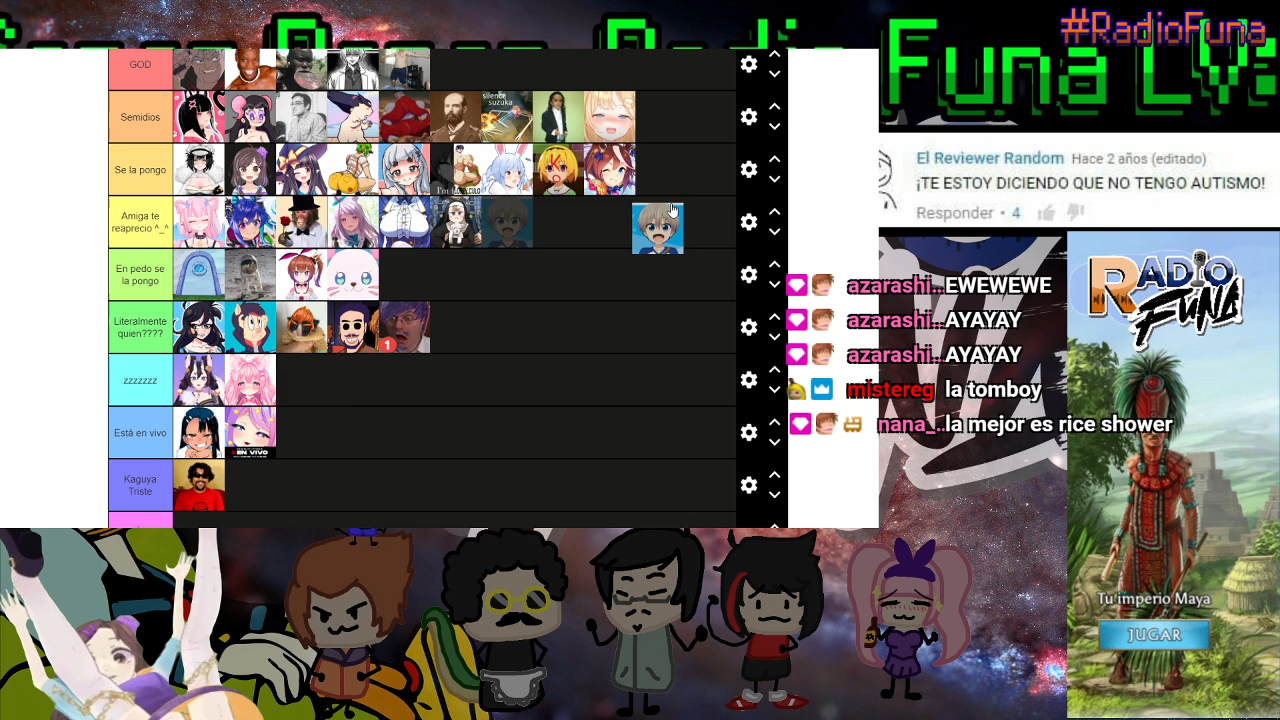 #RadioFuna
Radio Funa LV:
GOD
Semidios
silence
suzuka
Se la pongo
I'm
Amiga te
reaprecio ^_^
En pedo se
la pongo
Literalmente
quien????
1
zzzzzzz
Está en vivo
EN VIVO
Kaguya
Triste
El Reviewer Random Hace 2 años (editado)
¡TE ESTOY DICIENDO QUE NO TENGO AUTISMO!
Responder • 4
azarashi... EWEWEWE
azarashi... AYAYAY
azarashi... AYAYAY
mistereg la tomboy
nana_... la mejor es rice shower
RADIO
FUNA
Tu imperio Maya
JUGAR